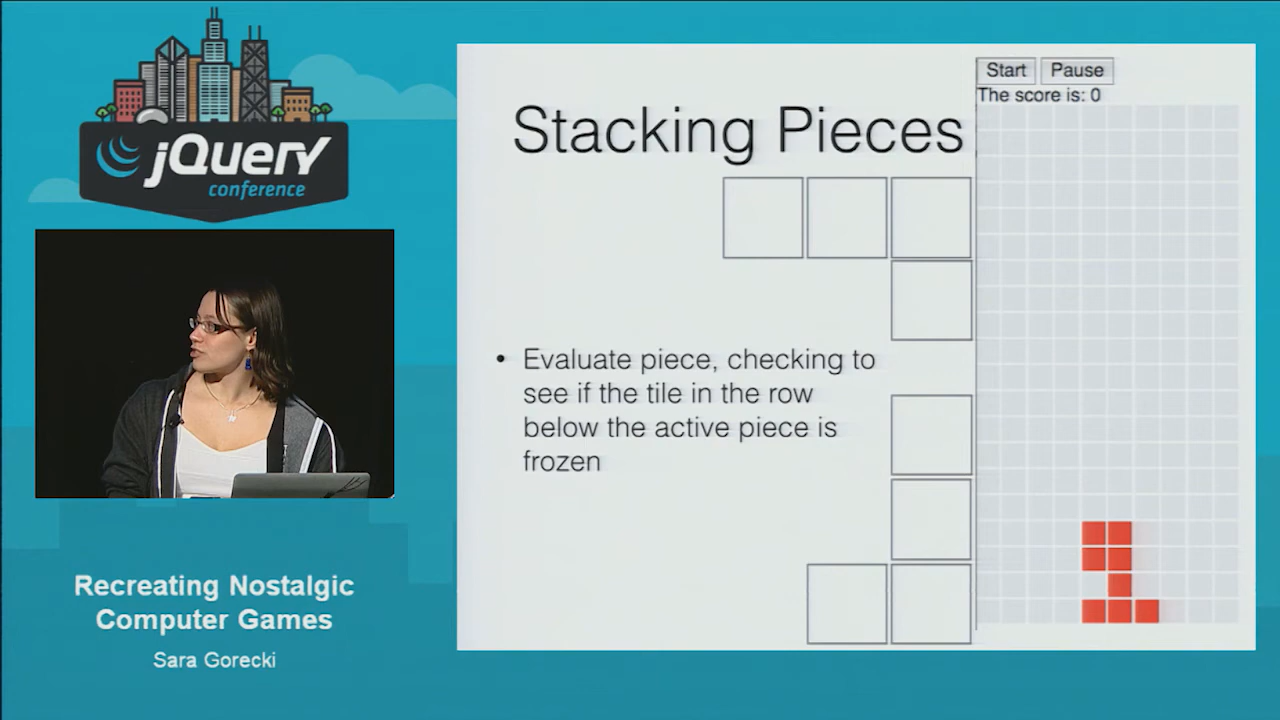 jQuery
conference
Recreating Nostalgic
Computer Games
Sara Gorecki
Stacking Pieces
• Evaluate piece, checking to
see if the tile in the row
below the active piece is
frozen
Start Pause
The score is: 0